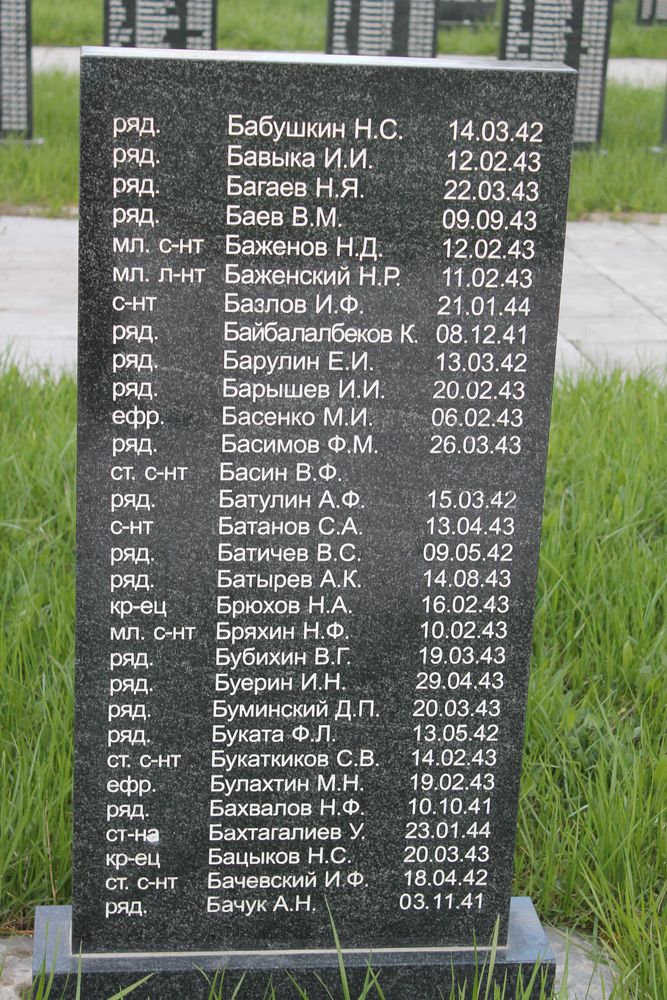 ряд. Бабушкин Н.С. 14.03.42
ряд. Бавыка И.И. 12.02.43
ряд. Багаев Н.Я. 22.03.43
ряд. Баев В.М. 09.09.43
мл. с-нт Баженов Н.Д. 12.02.43
мл. л-нт Баженский Н.Р. 11.02.43
с-нт Базлов И.Ф. 21.01.44
ряд. Байбалалбеков К. 08.12.41
ряд. Барулин Е.И. 13.03.42
ряд. Барышев И.И. 20.02.43
ефр. Басенко М.И. 06.02.43
ряд. Басимов Ф.М. 26.03.43
ст. с-нт Басин В.Ф.
ряд. Батулин А.Ф. 15.03.42
с-нт Батанов С.А. 13.04.43
ряд. Батичев В.С. 09.05.42
ряд. Батырев А.К. 14.08.43
кр-ец Брюхов Н.А. 16.02.43
мл. с-нт Бряхин Н.Ф. 10.02.43
ряд. Бубихин В.Г. 19.03.43
ряд. Буерин И.Н. 29.04.43
ряд. Буминский Д.П. 20.03.43
ряд. Буката Ф.Л. 13.05.42
ст. с-нт Букаткиков С.В. 14.02.43
ефр. Булахтин М.Н. 19.02.43
ряд. Бахвалов Н.Ф. 10.10.41
ст-на Бахтагалиев У. 23.01.44
кр-ец Бацыков Н.С. 20.03.43
ст. с-нт Бачевский И.Ф. 18.04.42
ряд. Бачук А.Н. 03.11.41